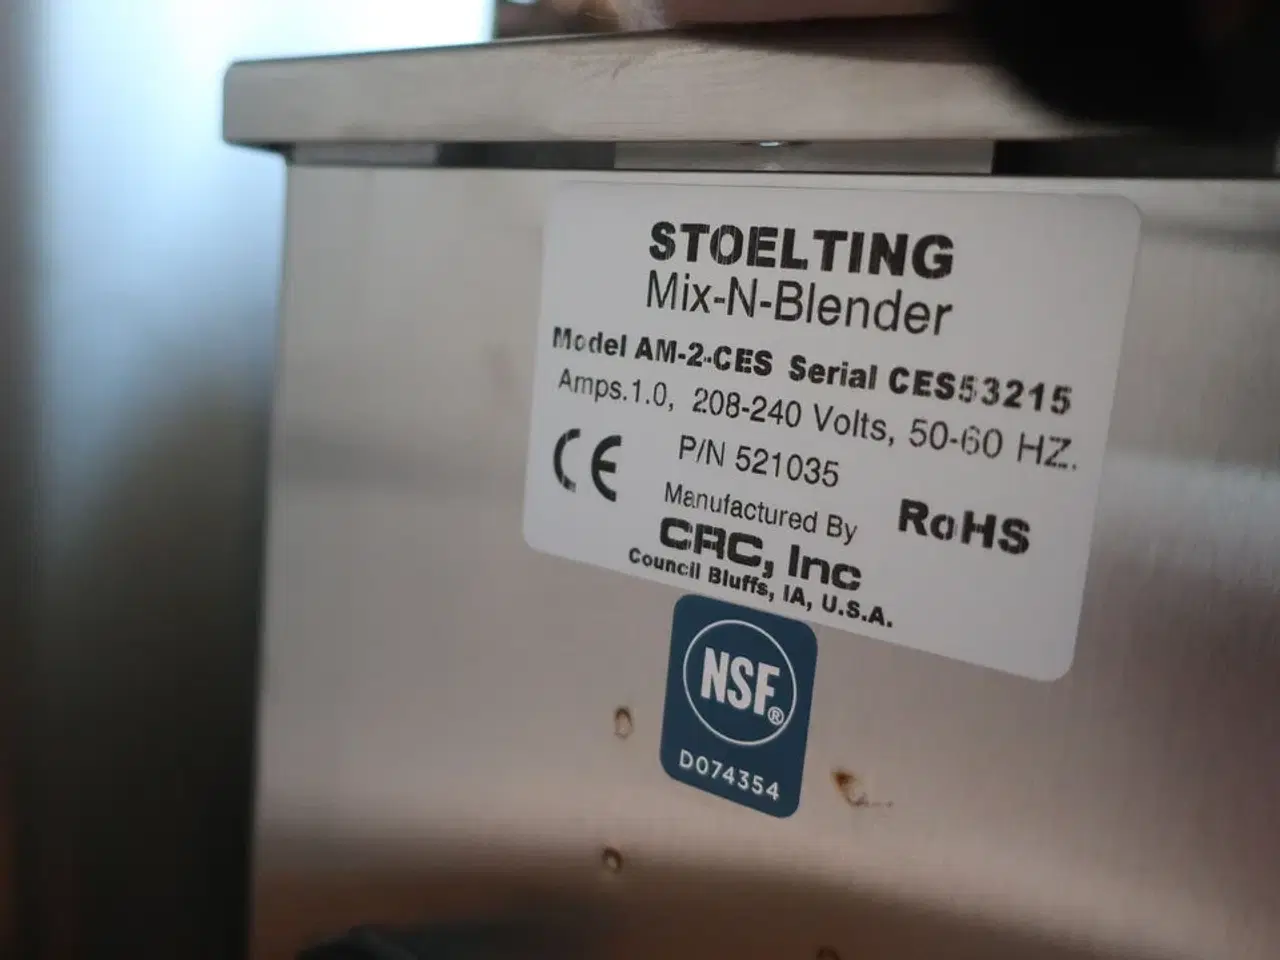 STOELTING
Mix-N-Blender
Model AM-2-CES Serial CES53215
Amps.1.0, 208-240 Volts, 50-60 HZ.
CE P/N 521035
Manufactured By RoHS
CRC, Inc
Council Bluffs, IA, U.S.A.
NSF®
D074354